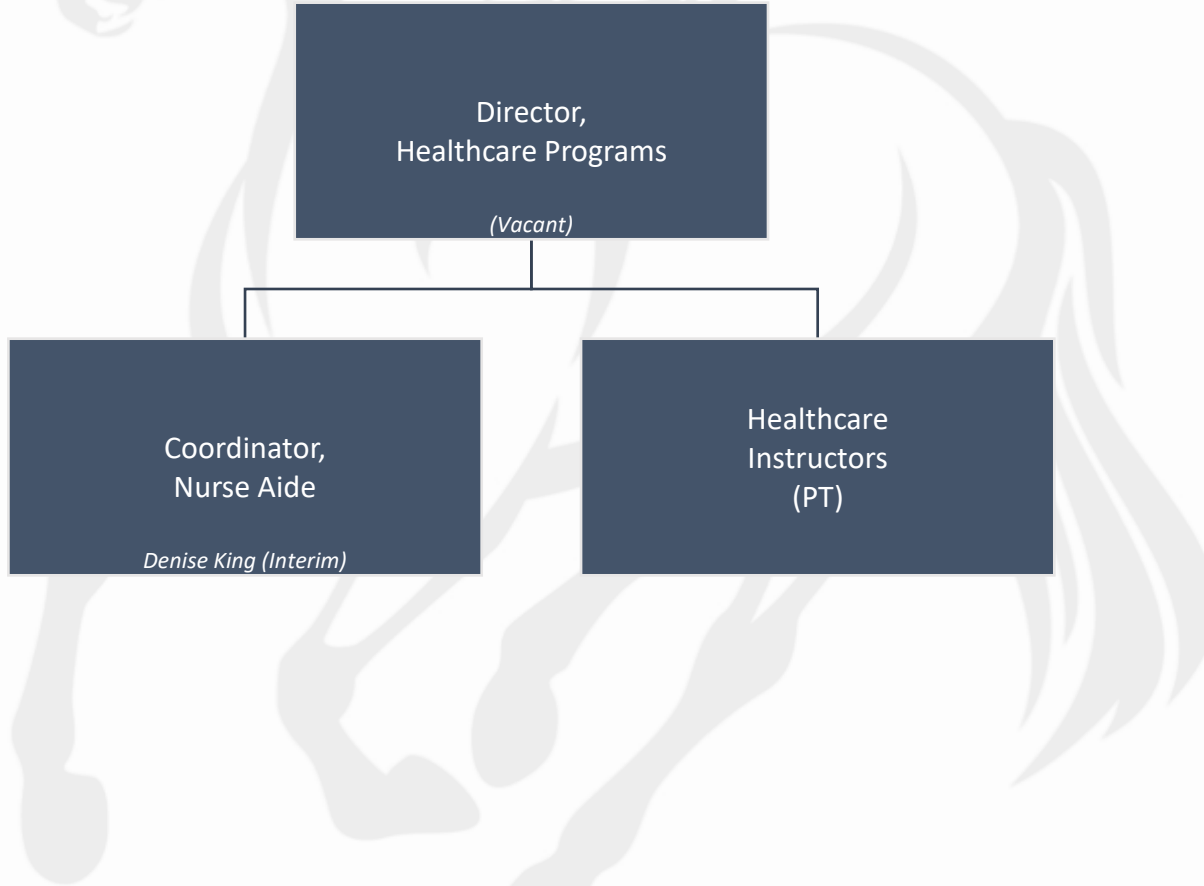 Director,
Healthcare Programs
(Vacant)
Coordinator,
Nurse Aide
Denise King (Interim)
Healthcare
Instructors
(PT)